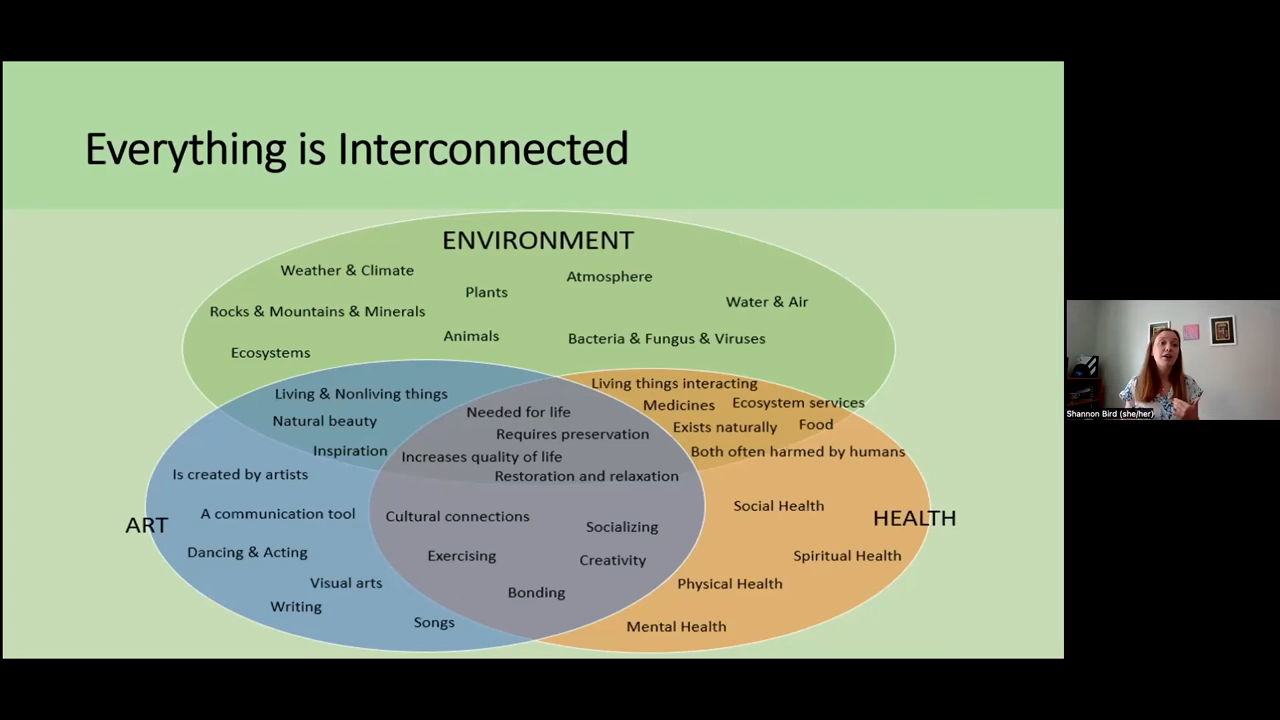 Everything is Interconnected
ENVIRONMENT
Weather & Climate
Atmosphere
Plants
Water & Air
Rocks & Mountains & Minerals
Animals
Bacteria & Fungus & Viruses
Ecosystems
Living & Nonliving things
Natural beauty
Inspiration
Living things interacting
Medicines
Ecosystem services
Exists naturally
Food
Both often harmed by humans
Needed for life
Requires preservation
Increases quality of life
Restoration and relaxation
ART
Is created by artists
A communication tool
Dancing & Acting
Visual arts
Writing
Songs
Cultural connections
Socializing
Exercising
Creativity
Bonding
HEALTH
Social Health
Spiritual Health
Physical Health
Mental Health
Shannon Bird (she/her)